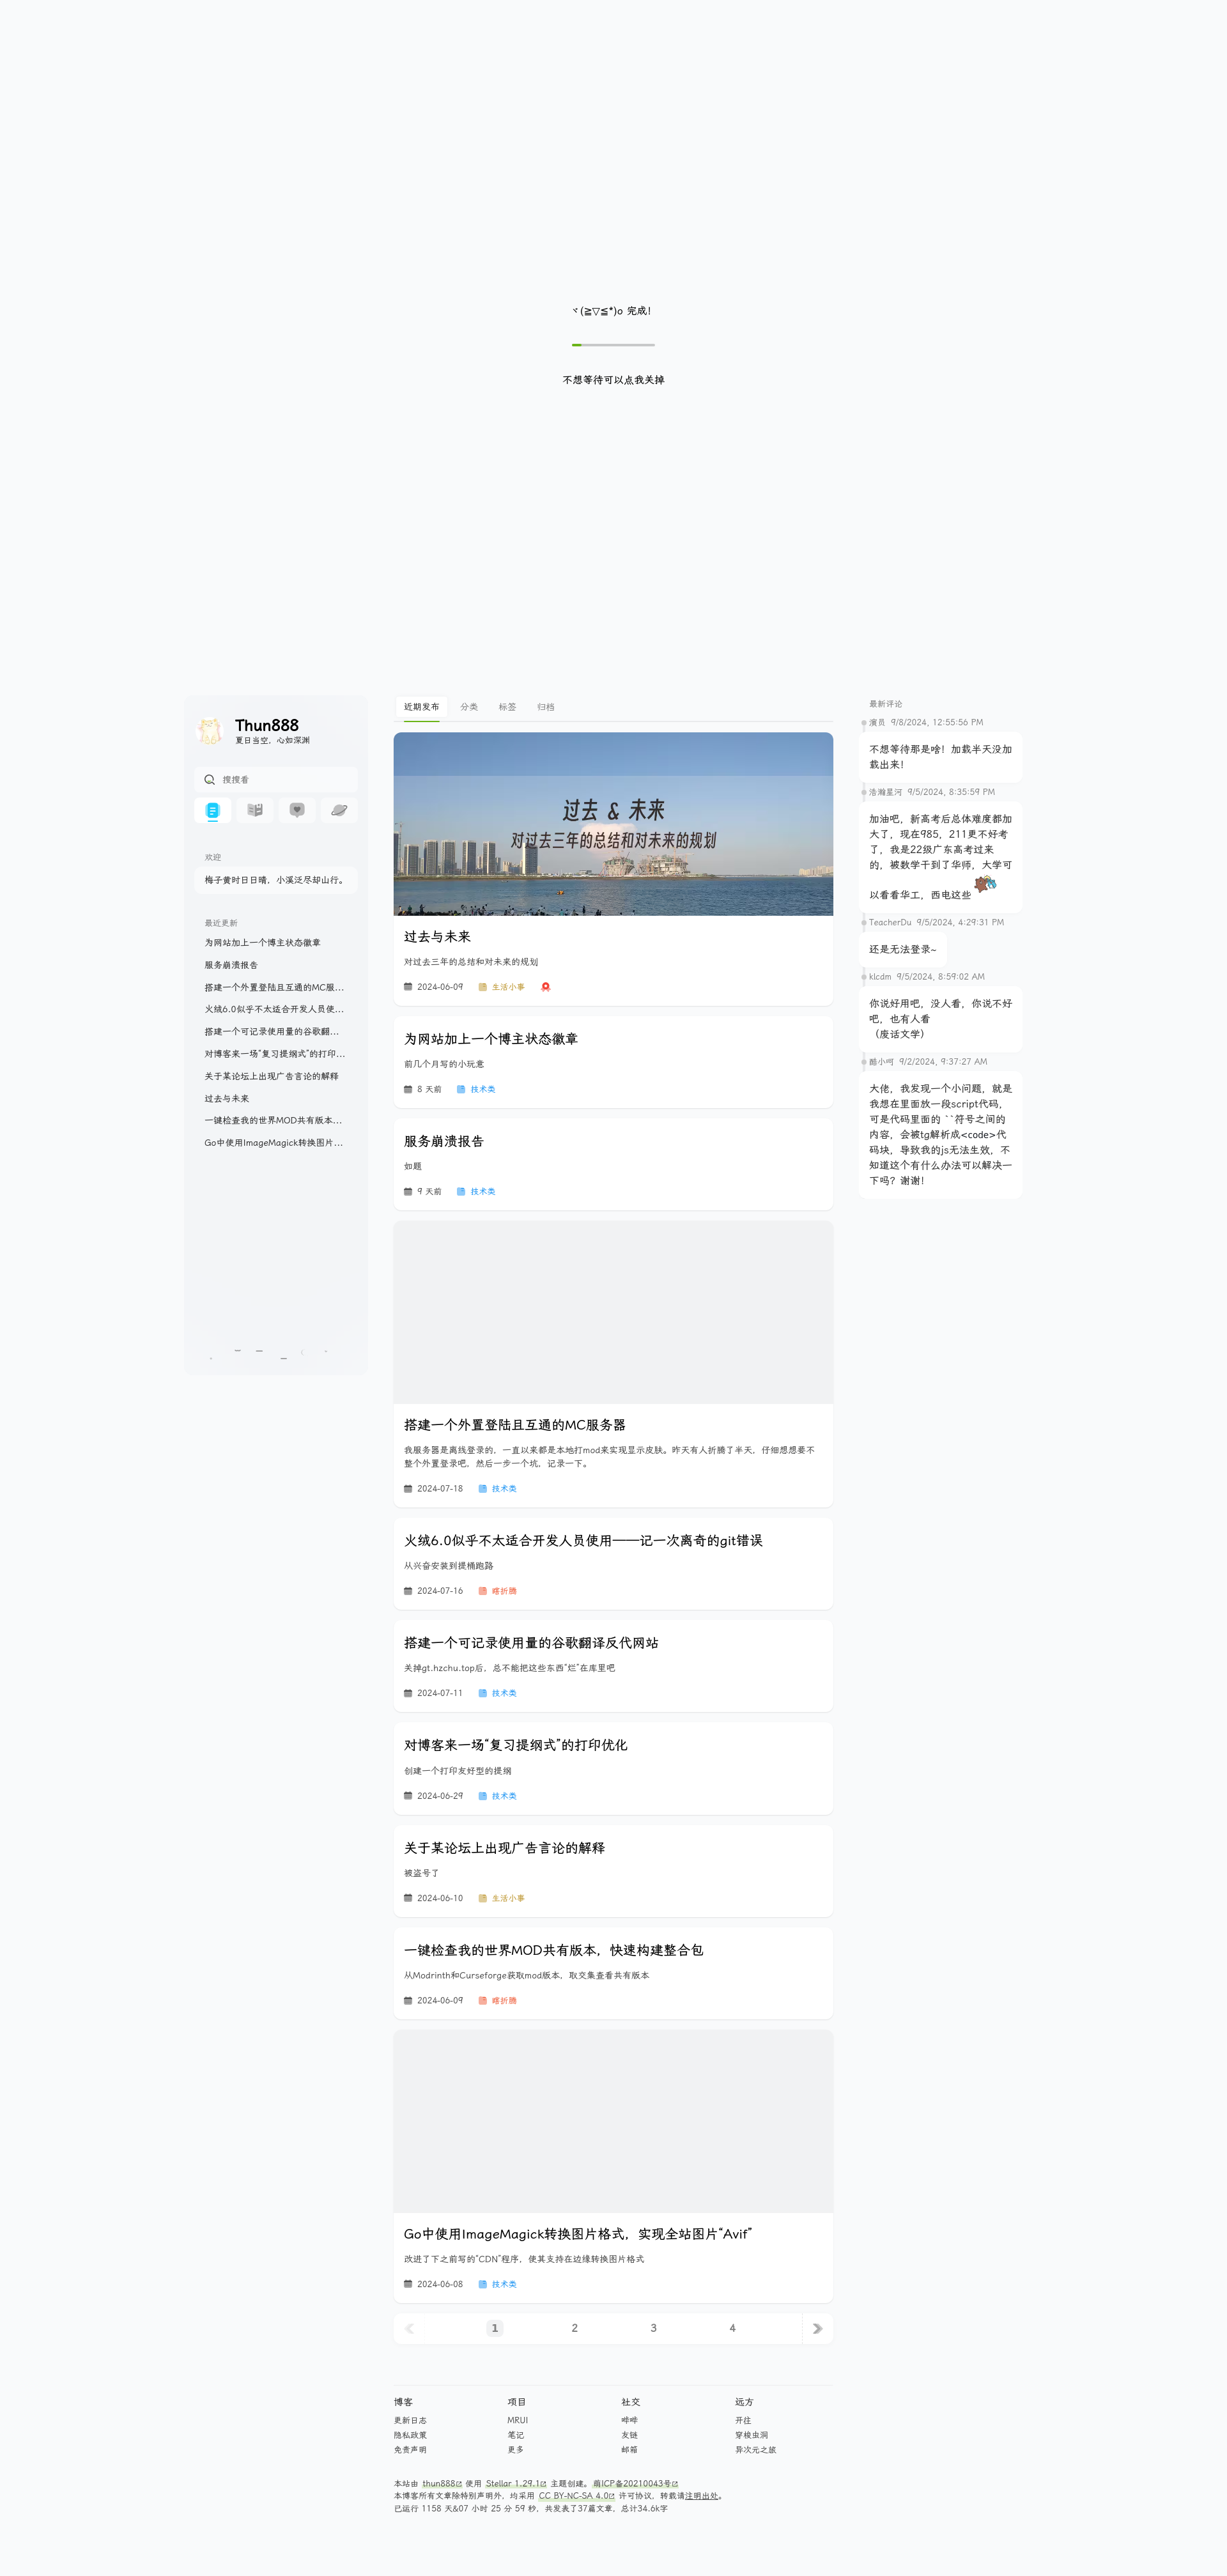 ヾ(≧▽≦*)o 完成！
不想等待可以点我关掉
Thun888
夏日当空，心如深渊
搜搜看
欢迎
梅子黄时日日晴，小溪泛尽却山行。
最近更新
为网站加上一个博主状态徽章
服务崩溃报告
搭建一个外置登陆且互通的MC服...
火绒6.0似乎不太适合开发人员使...
搭建一个可记录使用量的谷歌翻...
对博客来一场“复习提纲式”的打印...
关于某论坛上出现广告言论的解释
过去与未来
一键检查我的世界MOD共有版本...
Go中使用ImageMagick转换图片...
近期发布 分类 标签 归档
过去 & 未来
对过去三年的总结和对未来的规划
过去与未来
对过去三年的总结和对未来的规划
2024-06-09 生活小事
为网站加上一个博主状态徽章
前几个月写的小玩意
8 天前 技术类
服务崩溃报告
如题
9 天前 技术类
搭建一个外置登陆且互通的MC服务器
我服务器是离线登录的，一直以来都是本地打mod来实现显示皮肤。昨天有人折腾了半天，仔细想想要不
整个外置登录吧，然后一步一个坑，记录一下。
2024-07-18 技术类
火绒6.0似乎不太适合开发人员使用——记一次离奇的git错误
从兴奋安装到提桶跑路
2024-07-16 瞎折腾
搭建一个可记录使用量的谷歌翻译反代网站
关掉gt.hzchu.top后，总不能把这些东西“烂”在库里吧
2024-07-11 技术类
对博客来一场“复习提纲式”的打印优化
创建一个打印友好型的提纲
2024-06-29 技术类
关于某论坛上出现广告言论的解释
被盗号了
2024-06-10 生活小事
一键检查我的世界MOD共有版本，快速构建整合包
从Modrinth和Curseforge获取mod版本，取交集查看共有版本
2024-06-09 瞎折腾
Go中使用ImageMagick转换图片格式，实现全站图片“Avif”
改进了下之前写的“CDN”程序，使其支持在边缘转换图片格式
2024-06-08 技术类
1 2 3 4
最新评论
演员 9/8/2024, 12:55:56 PM
不想等待那是啥！加载半天没加
载出来！
浩瀚星河 9/5/2024, 8:35:59 PM
加油吧，新高考后总体难度都加
大了，现在985，211更不好考
了，我是22级广东高考过来
的，被数学干到了华师，大学可
以看看华工，西电这些
TeacherDu 9/5/2024, 4:29:31 PM
还是无法登录~
klcdm 9/5/2024, 8:59:02 AM
你说好用吧，没人看，你说不好
吧，也有人看
（废话文学）
酷小呵 9/2/2024, 9:37:27 AM
大佬，我发现一个小问题，就是
我想在里面放一段script代码，
可是代码里面的 ``符号之间的
内容，会被tg解析成<code>代
码块，导致我的js无法生效，不
知道这个有什么办法可以解决一
下吗？谢谢！
博客 项目 社交 远方
更新日志 MRUI 哔哔 开往
隐私政策 笔记 友链 穿梭虫洞
免责声明 更多 邮箱 异次元之旅
本站由 thun888 使用 Stellar 1.29.1 主题创建。萌ICP备20210043号
本博客所有文章除特别声明外，均采用 CC BY-NC-SA 4.0 许可协议，转载请注明出处。
已运行 1158 天&07 小时 25 分 59 秒，共发表了37篇文章，总计34.6k字